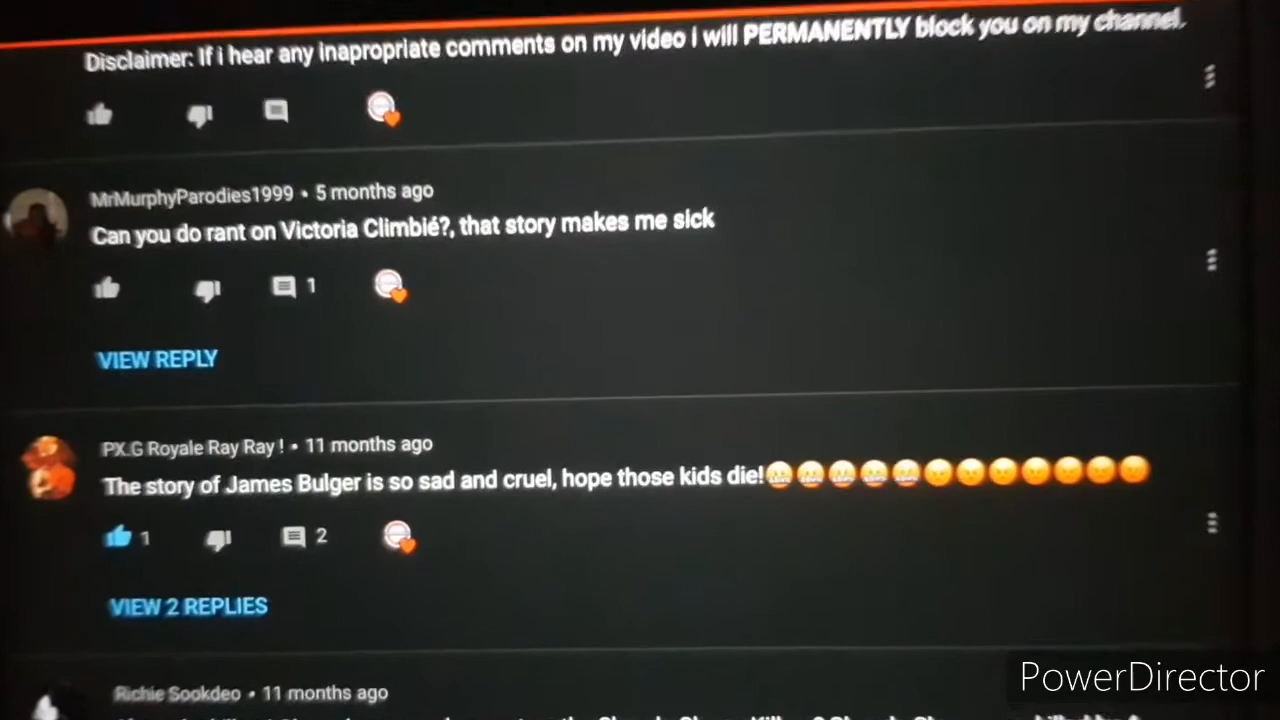 Disclaimer: If i hear any inapropriate comments on my video i will PERMANENTLY block you on my channel.
MrMurphyParodies1999 • 5 months ago
Can you do rant on Victoria Climbié?, that story makes me sick
1
VIEW REPLY
PX.G Royale Ray Ray ! • 11 months ago
The story of James Bulger is so sad and cruel, hope those kids die!😬😬😬😬😬😠😠😠😠😠😠😠
1 2
VIEW 2 REPLIES
Richie Sookdeo • 11 months ago
PowerDirector